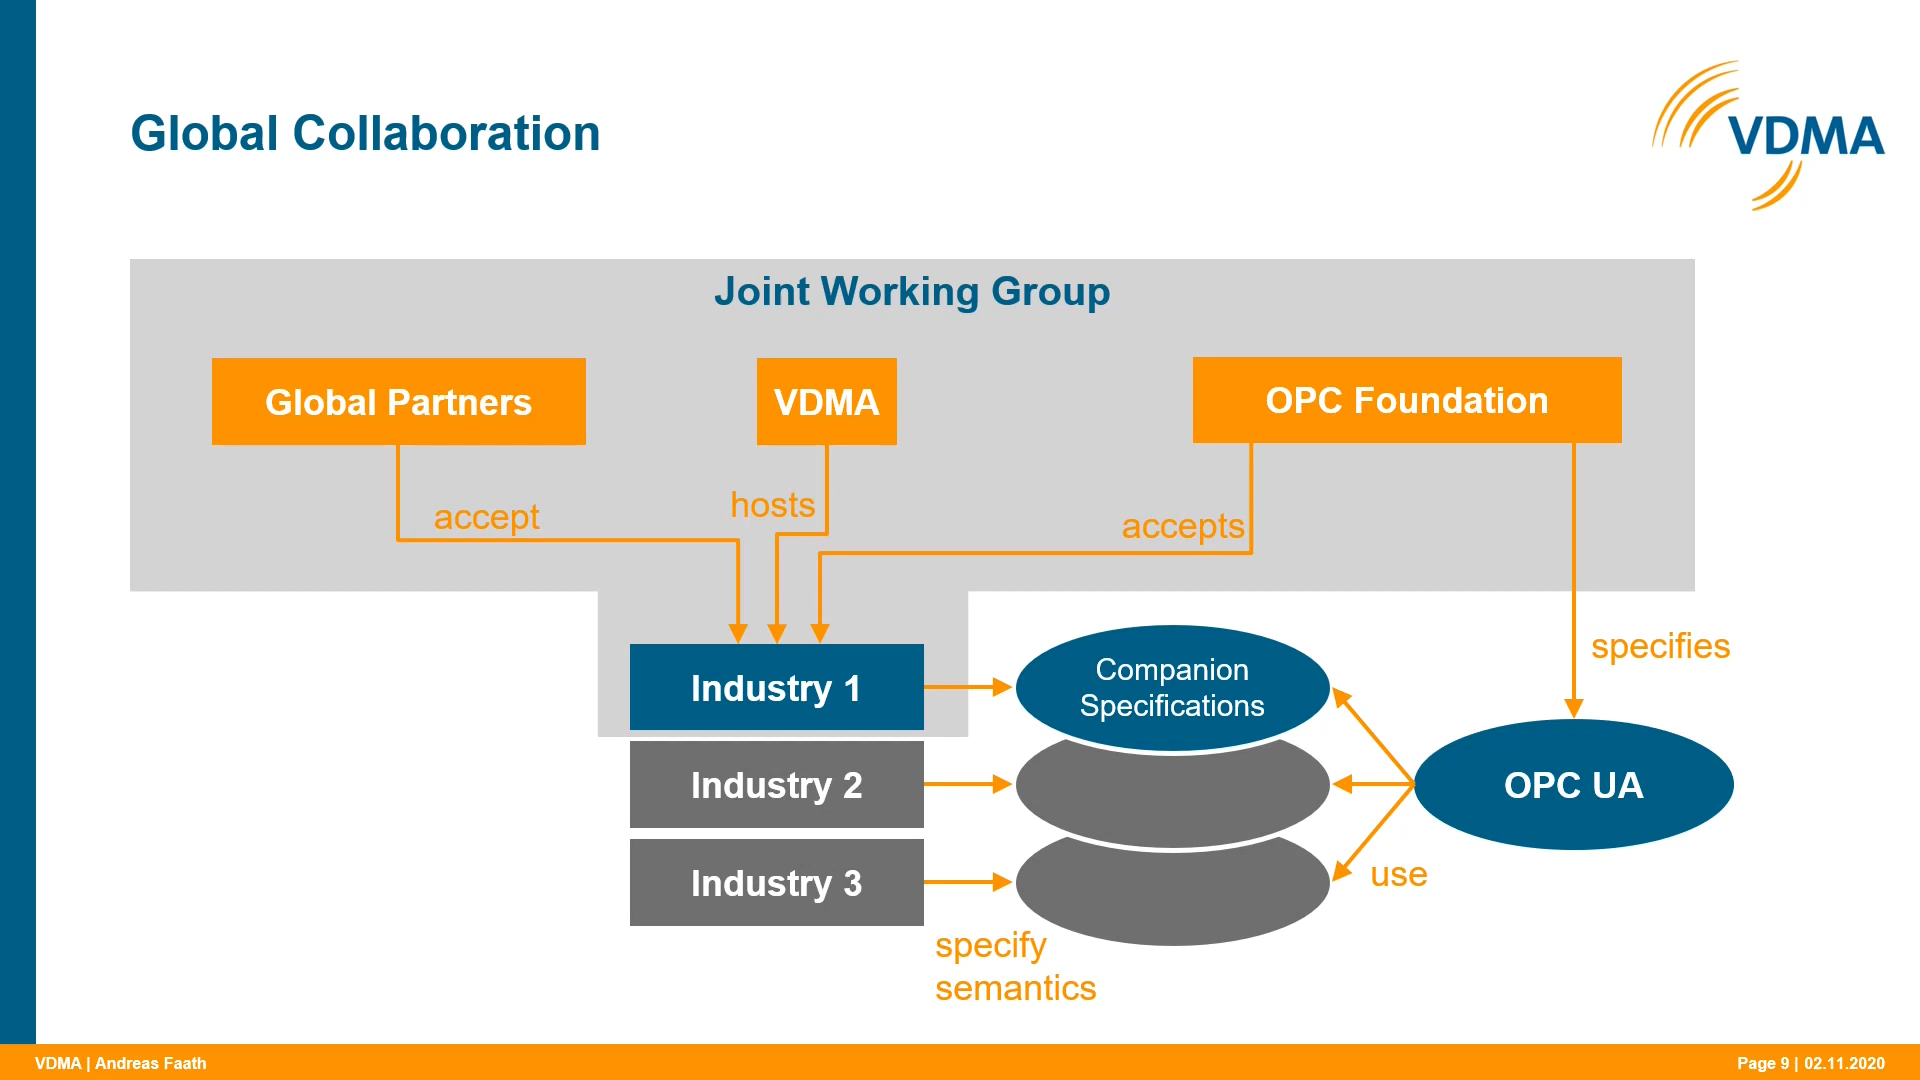 Global Collaboration
VDMA
Joint Working Group
Global Partners
VDMA
OPC Foundation
accept
hosts
accepts
specifies
Industry 1
Companion
Specifications
Industry 2
OPC UA
Industry 3
use
specify
semantics
VDMA | Andreas Faath
Page 9 | 02.11.2020